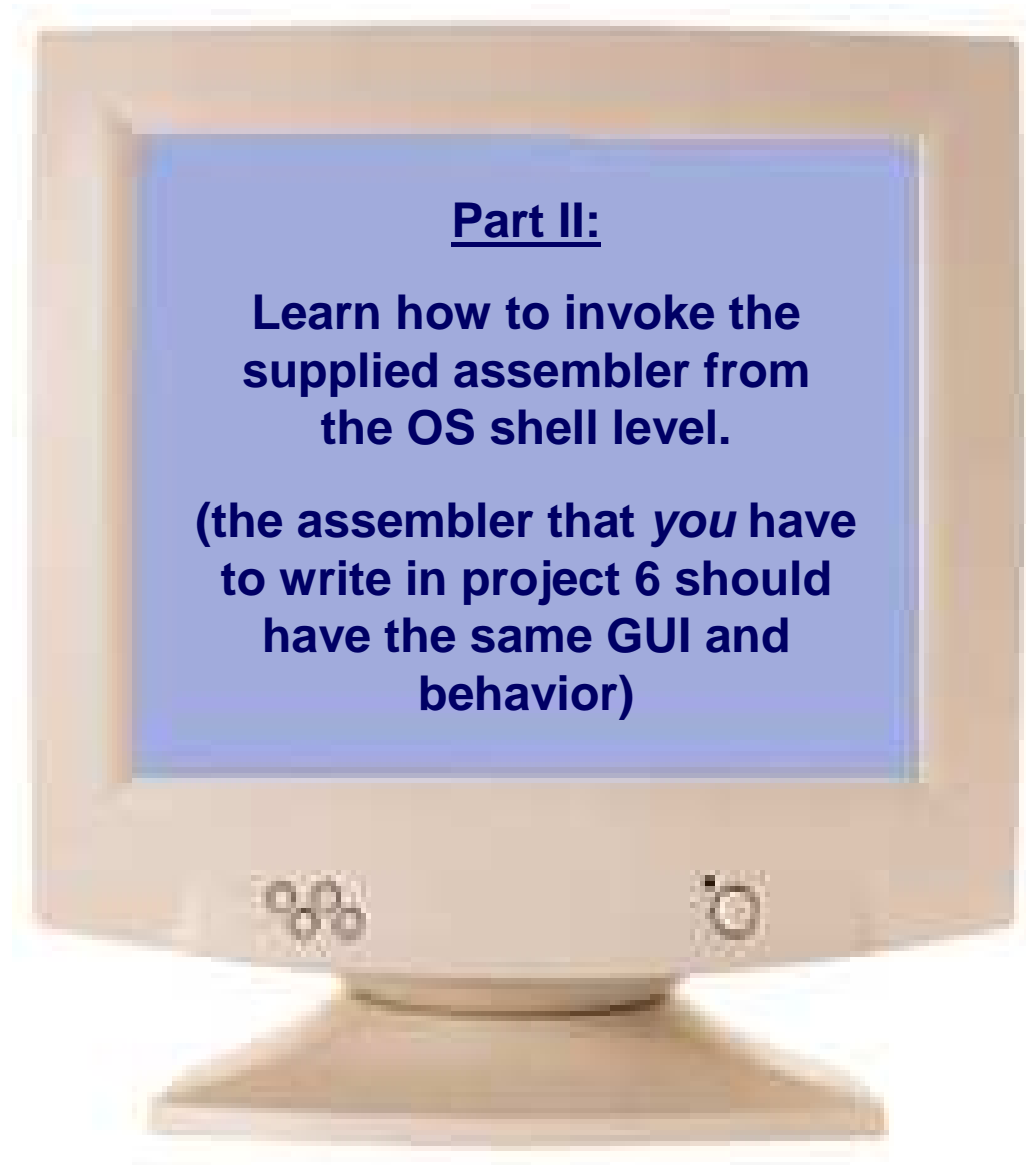 Part II:
Learn how to invoke the
supplied assembler from
the OS shell level.
(the assembler that you have
to write in project 6 should
have the same GUI and
behavior)